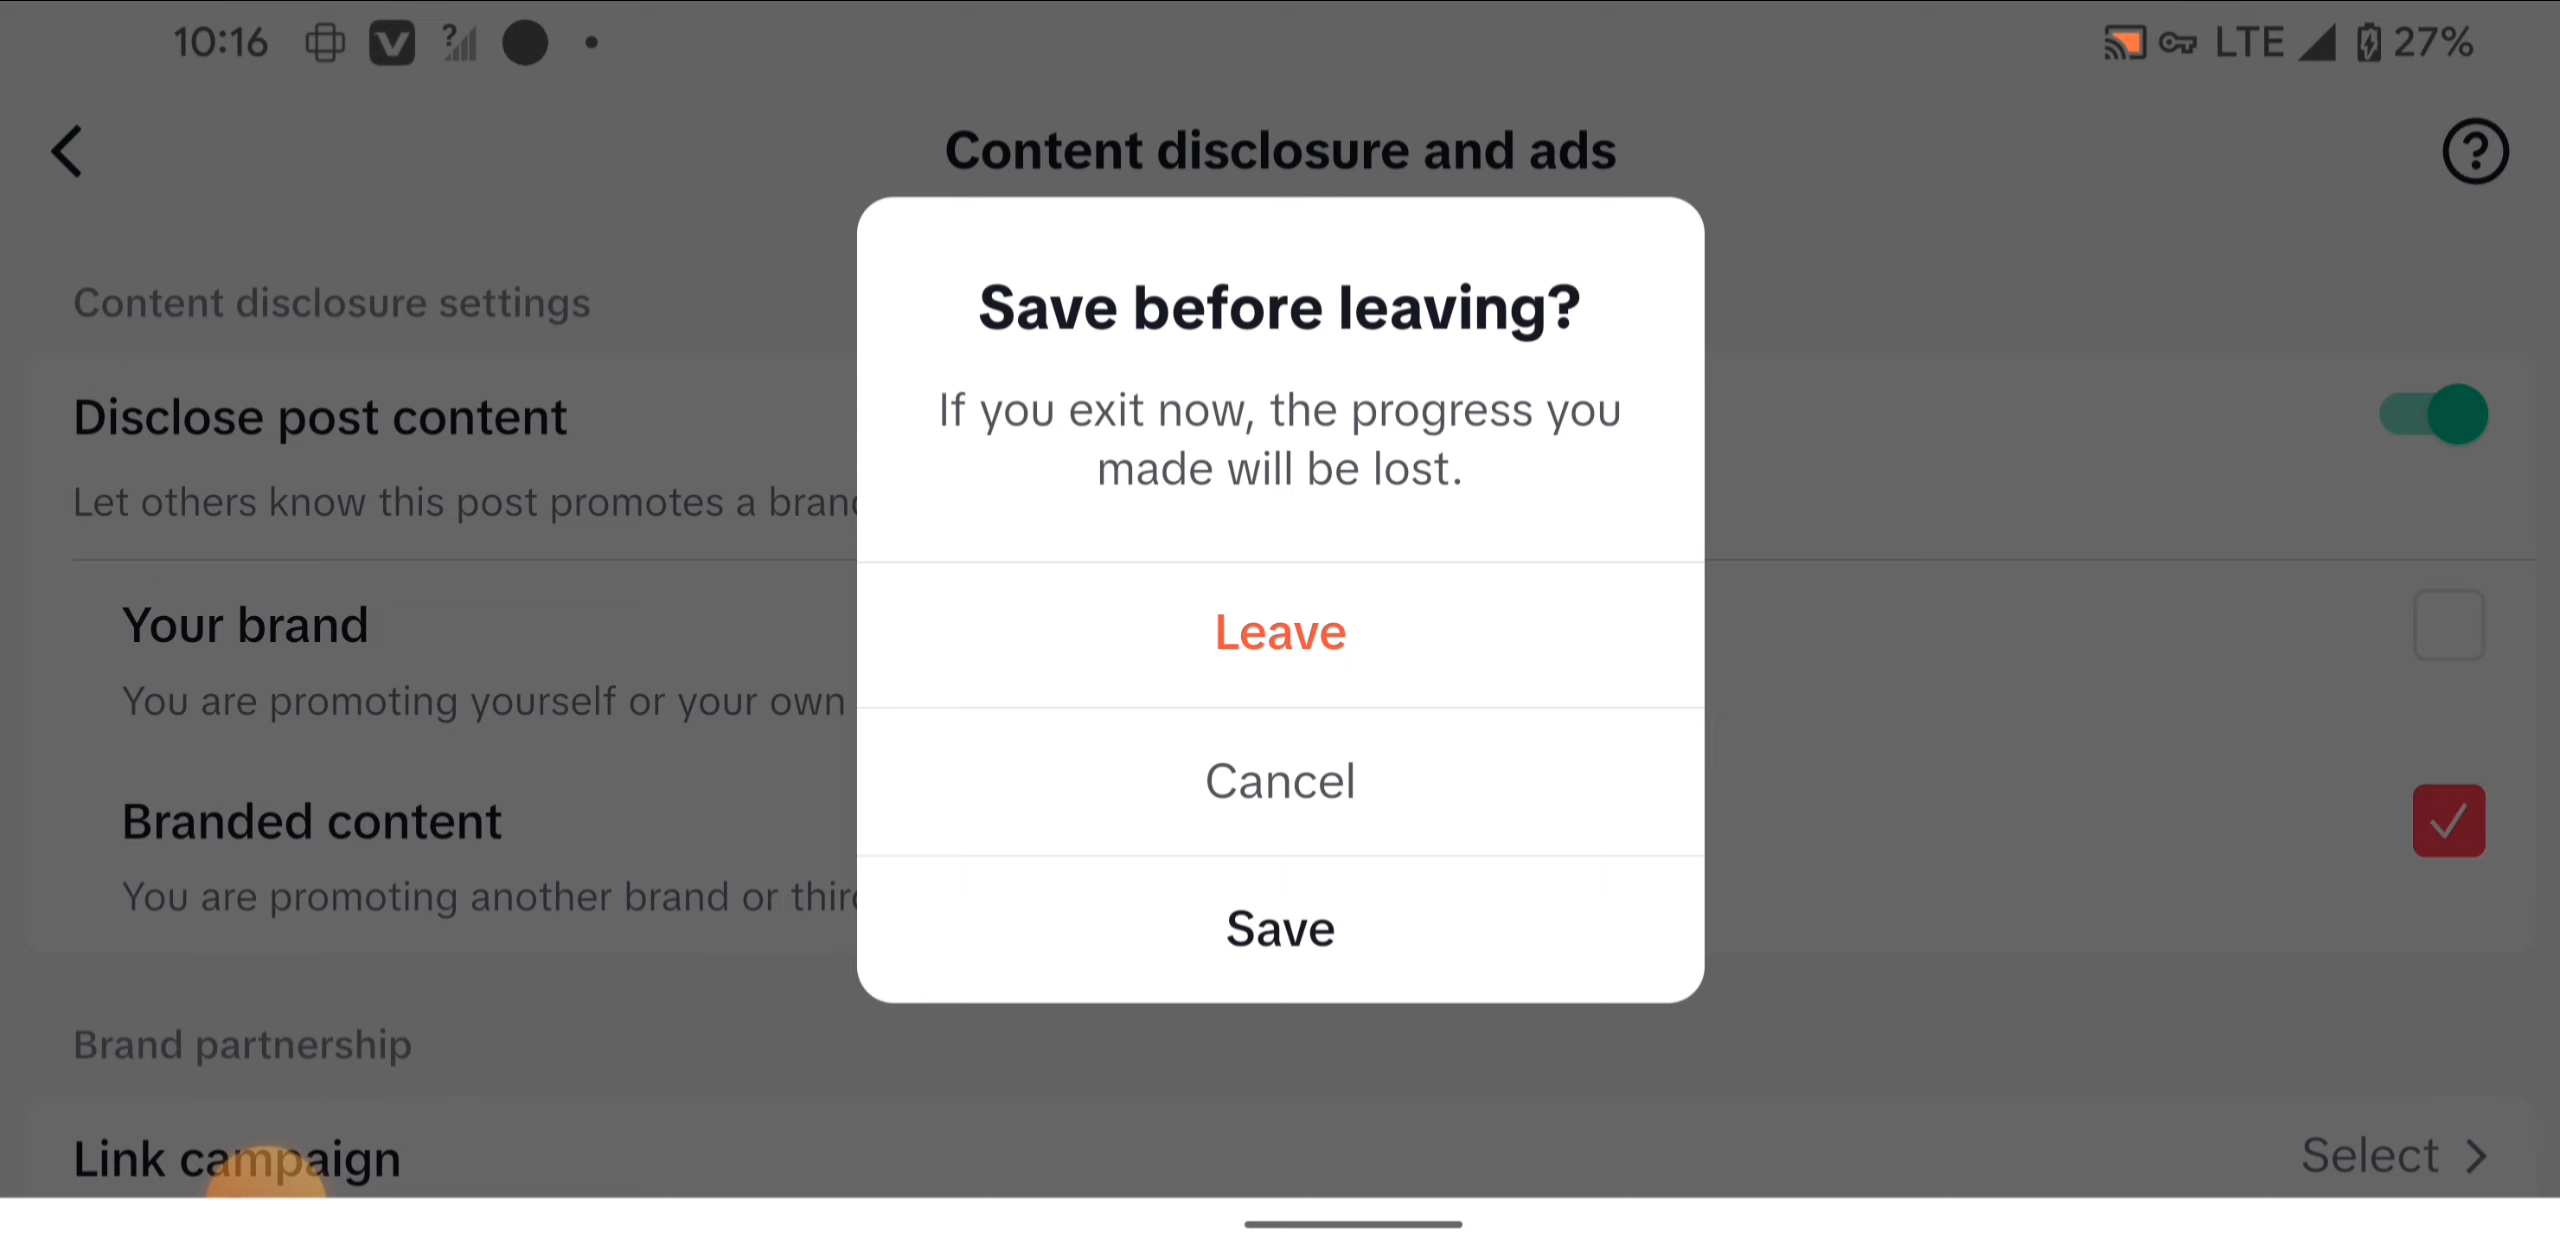 10:16
LTE 27%
Content disclosure and ads
Content disclosure settings
Save before leaving?
If you exit now, the progress you
made will be lost.
Disclose post content
Let others know this post promotes a
Leave
Your brand
You are promoting yourself or your own
Cancel
Branded content
You are promoting another brand or
Save
Brand partnership
Link campaign
Select